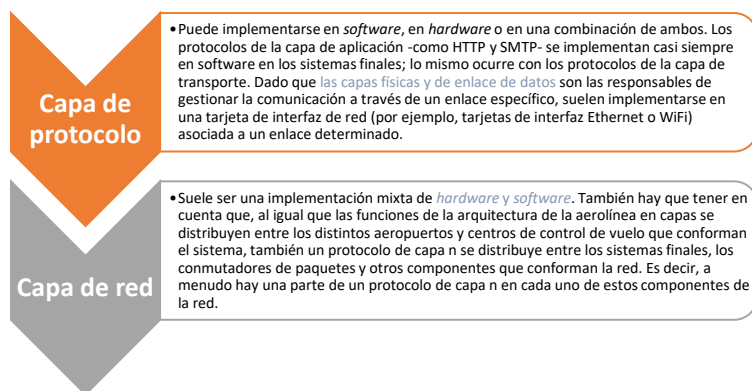 Capa de
protocolo
•Puede implementarse en software, en hardware o en una combinación de ambos. Los
protocolos de la capa de aplicación -como HTTP y SMTP- se implementan casi siempre
en software en los sistemas finales; lo mismo ocurre con los protocolos de la capa de
transporte. Dado que las capas físicas y de enlace de datos son las responsables de
gestionar la comunicación a través de un enlace específico, suelen implementarse en
una tarjeta de interfaz de red (por ejemplo, tarjetas de interfaz Ethernet o WiFi)
asociada a un enlace determinado.
Capa de red
•Suele ser una implementación mixta de hardware y software. También hay que tener en
cuenta que, al igual que las funciones de la arquitectura de la aerolínea en capas se
distribuyen entre los distintos aeropuertos y centros de control de vuelo que conforman
el sistema, también un protocolo de capa n se distribuye entre los sistemas finales, los
conmutadores de paquetes y otros componentes que conforman la red. Es decir, a
menudo hay una parte de un protocolo de capa n en cada uno de estos componentes de
la red.